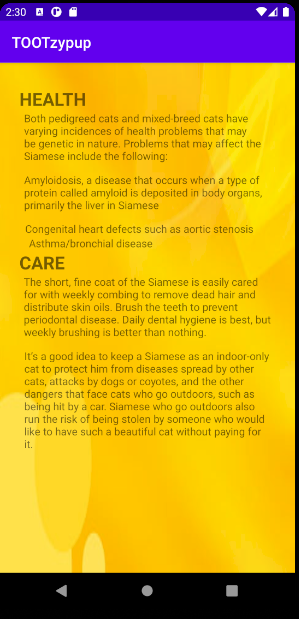 2:30
TOOTzypup
HEALTH
Both pedigreed cats and mixed-breed cats have
varying incidences of health problems that may
be genetic in nature. Problems that may affect the
Siamese include the following:
Amyloidosis, a disease that occurs when a type of
protein called amyloid is deposited in body organs,
primarily the liver in Siamese
Congenital heart defects such as aortic stenosis
Asthma/bronchial disease
CARE
The short, fine coat of the Siamese is easily cared
for with weekly combing to remove dead hair and
distribute skin oils. Brush the teeth to prevent
periodontal disease. Daily dental hygiene is best, but
weekly brushing is better than nothing.
It's a good idea to keep a Siamese as an indoor-only
cat to protect him from diseases spread by other
cats, attacks by dogs or coyotes, and the other
dangers that face cats who go outdoors, such as
being hit by a car. Siamese who go outdoors also
run the risk of being stolen by someone who would
like to have such a beautiful cat without paying for
it.